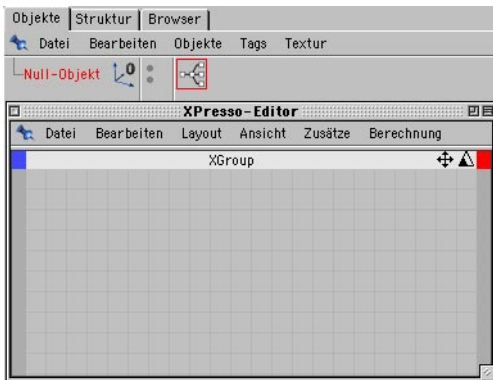 Objekte Struktur Browser
Datei Bearbeiten Objekte Tags Textur
Null-Objekt 0
XPresso-Editor
Datei Bearbeiten Layout Ansicht Zusätze Berechnung
XGroup